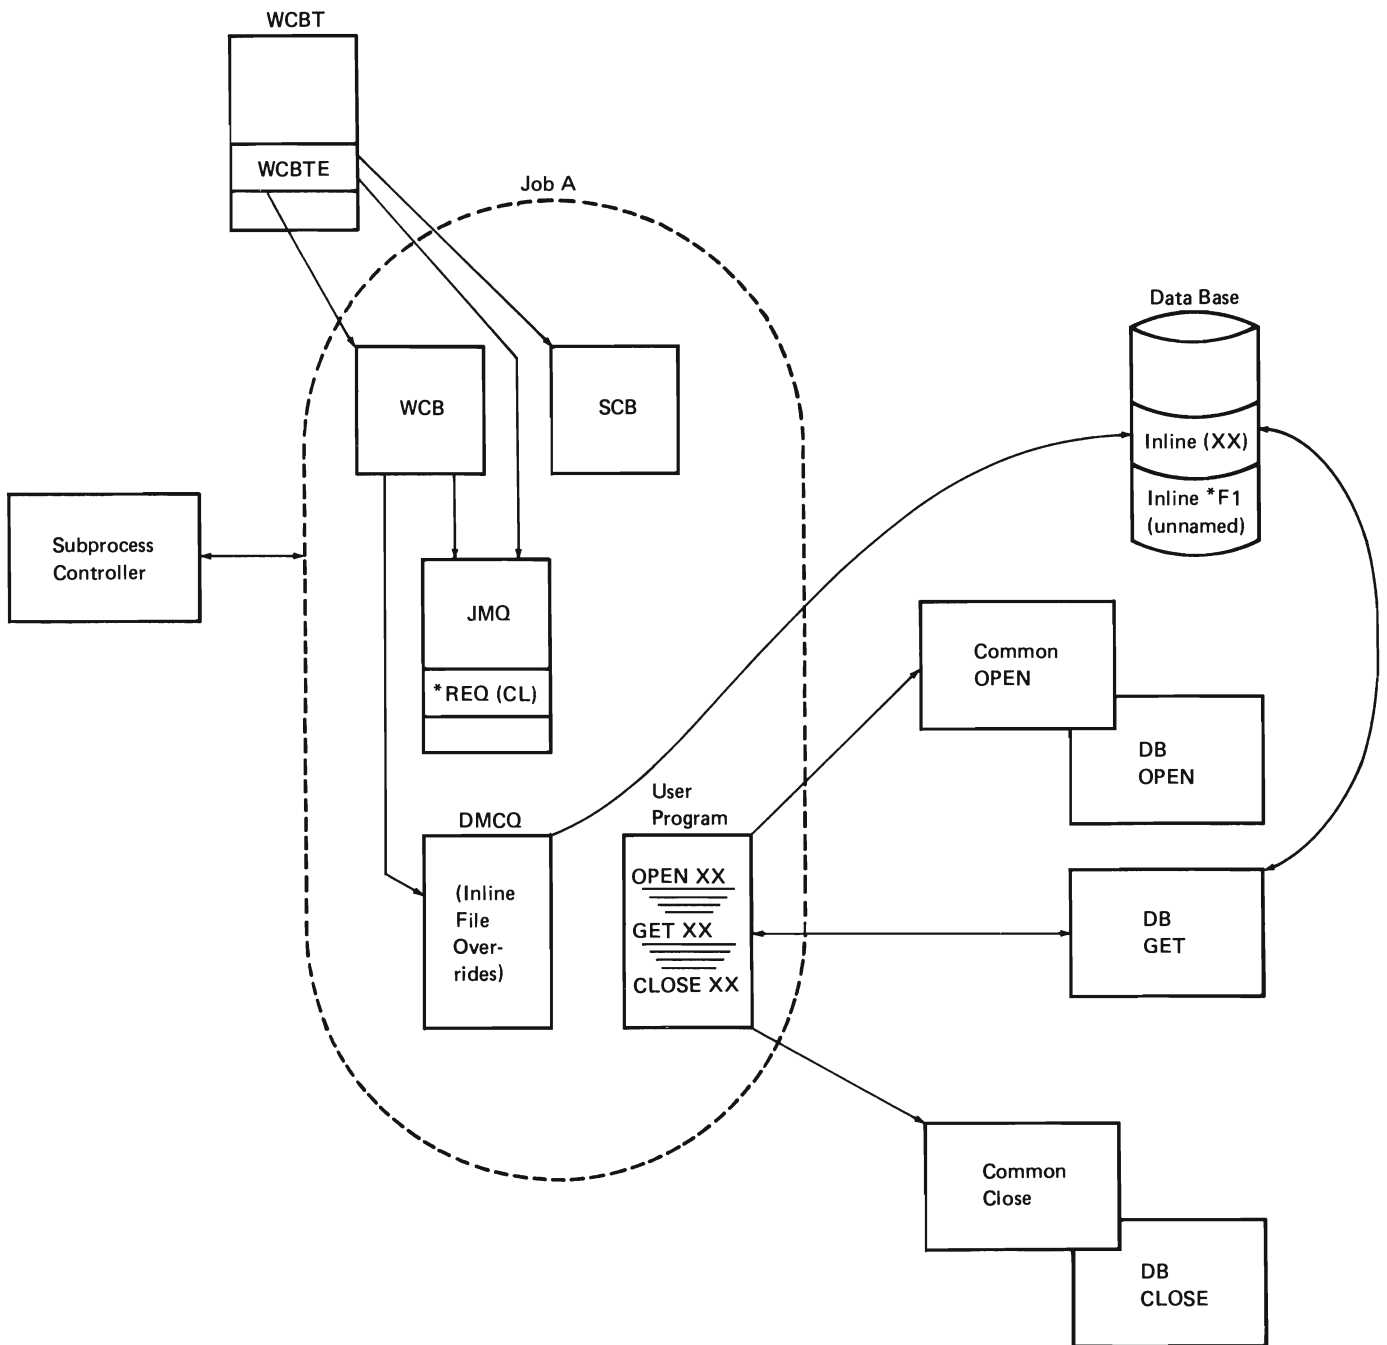 WCBT
WCBTE
Job A
WCB
SCB
Data Base
Inline (XX)
Inline *F1
(unnamed)
Subprocess
Controller
JMQ
*REQ (CL)
Common
OPEN
DB
OPEN
DMCQ
(Inline
File
Over-
rides)
User
Program
OPEN XX
GET XX
CLOSE XX
DB
GET
Common
Close
DB
CLOSE